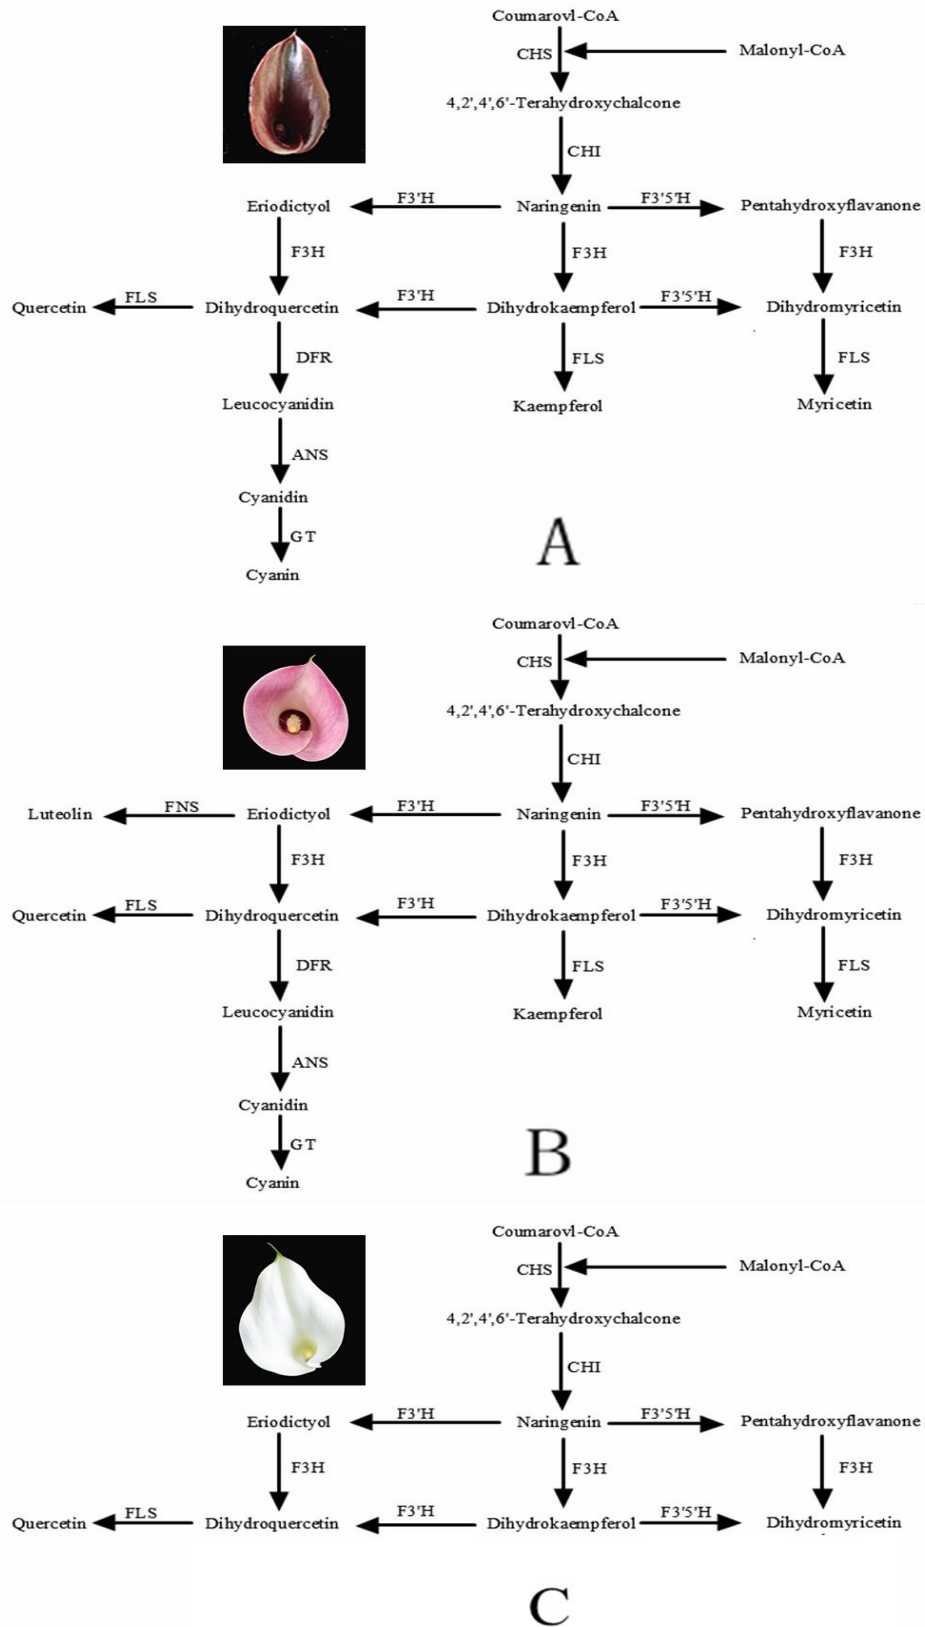 Coumarovl-CoA
CHS
Malonyl-CoA
4,2',4',6'-Terahydroxychalcone
CHI
Eriodictyol F3'H Naringenin F3'5'H Pentahydroxyflavanone
F3H F3H F3H
Quercetin FLS Dihydroquercetin F3'H Dihydrokaempferol F3'5'H Dihydromyricetin
DFR FLS FLS
Leucocyanidin Kaempferol Myricetin
ANS
Cyanidin
GT
Cyanin
A
Coumarovl-CoA
CHS
Malonyl-CoA
4,2',4',6'-Terahydroxychalcone
CHI
Luteolin FNS Eriodictyol F3'H Naringenin F3'5'H Pentahydroxyflavanone
F3H F3H F3H
Quercetin FLS Dihydroquercetin F3'H Dihydrokaempferol F3'5'H Dihydromyricetin
DFR FLS FLS
Leucocyanidin Kaempferol Myricetin
ANS
Cyanidin
GT
Cyanin
B
Coumarovl-CoA
CHS
Malonyl-CoA
4,2',4',6'-Terahydroxychalcone
CHI
Eriodictyol F3'H Naringenin F3'5'H Pentahydroxyflavanone
F3H F3H F3H
Quercetin FLS Dihydroquercetin F3'H Dihydrokaempferol F3'5'H Dihydromyricetin
C